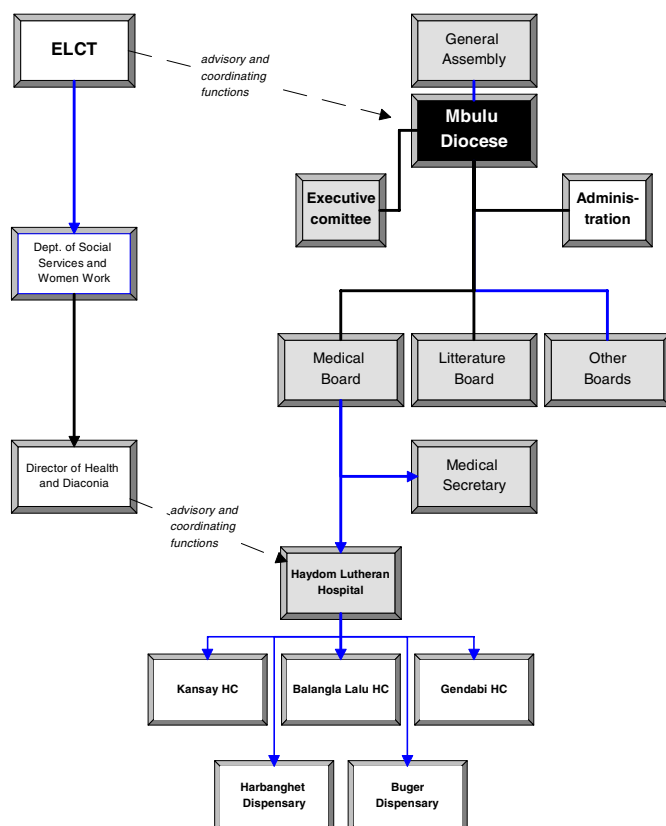 ELCT
advisory and
coordinating
functions
General
Assembly
Mbulu
Diocese
Executive
comittee
Adminis-
tration
Dept. of Social
Services and
Women Work
Medical
Board
Litterature
Board
Other
Boards
Director of Health
and Diaconia
Medical
Secretary
advisory and
coordinating
functions
Haydom Lutheran
Hospital
Kansay HC
Balangla Lalu HC
Gendabi HC
Harbanghet
Dispensary
Buger
Dispensary